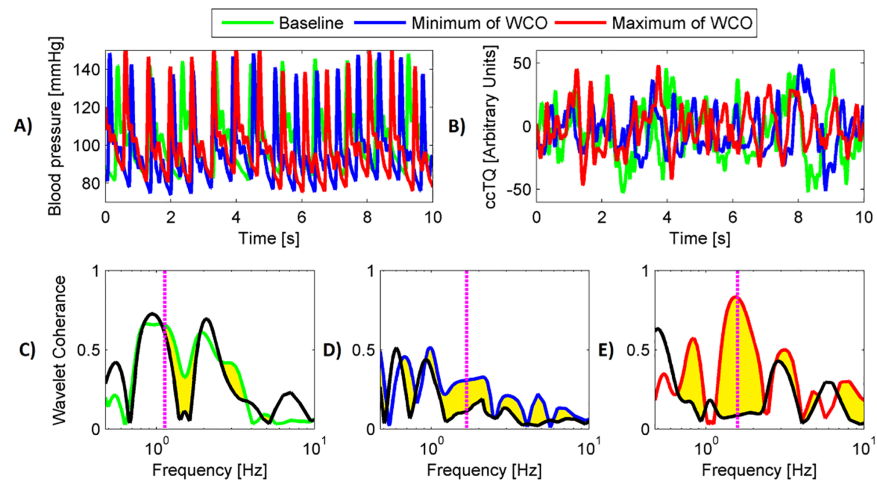 Baseline Minimum of WCO Maximum of WCO
A)
Blood pressure [mmHg]
140
120
100
80
0 2 4 6 8 10
Time [s]
B)
ccTQ [Arbitrary Units]
50
0
-50
0 2 4 6 8 10
Time [s]
C)
Wavelet Coherance
1
0.5
0
10^0 10^1
Frequency [Hz]
D)
1
0.5
0
10^0 10^1
Frequency [Hz]
E)
1
0.5
0
10^0 10^1
Frequency [Hz]